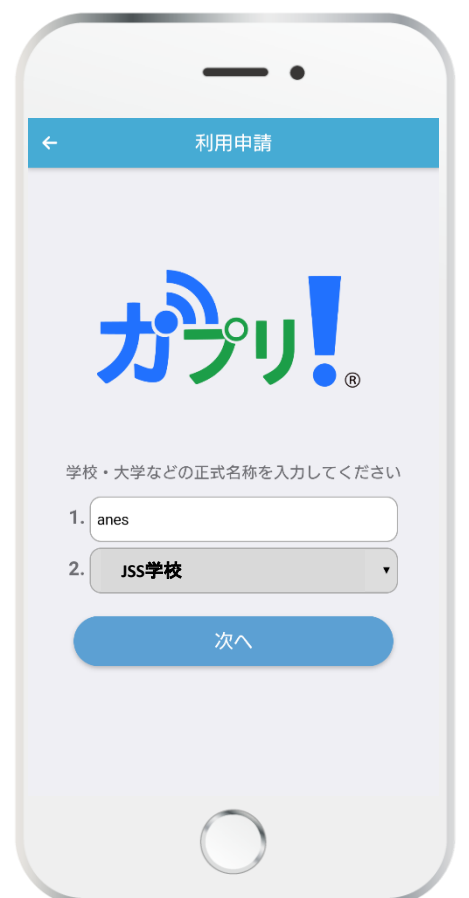 ←
利用申請
ガプリ!®
学校・大学などの正式名称を入力してください
1. anes
2. JSS学校 ▼
次へ